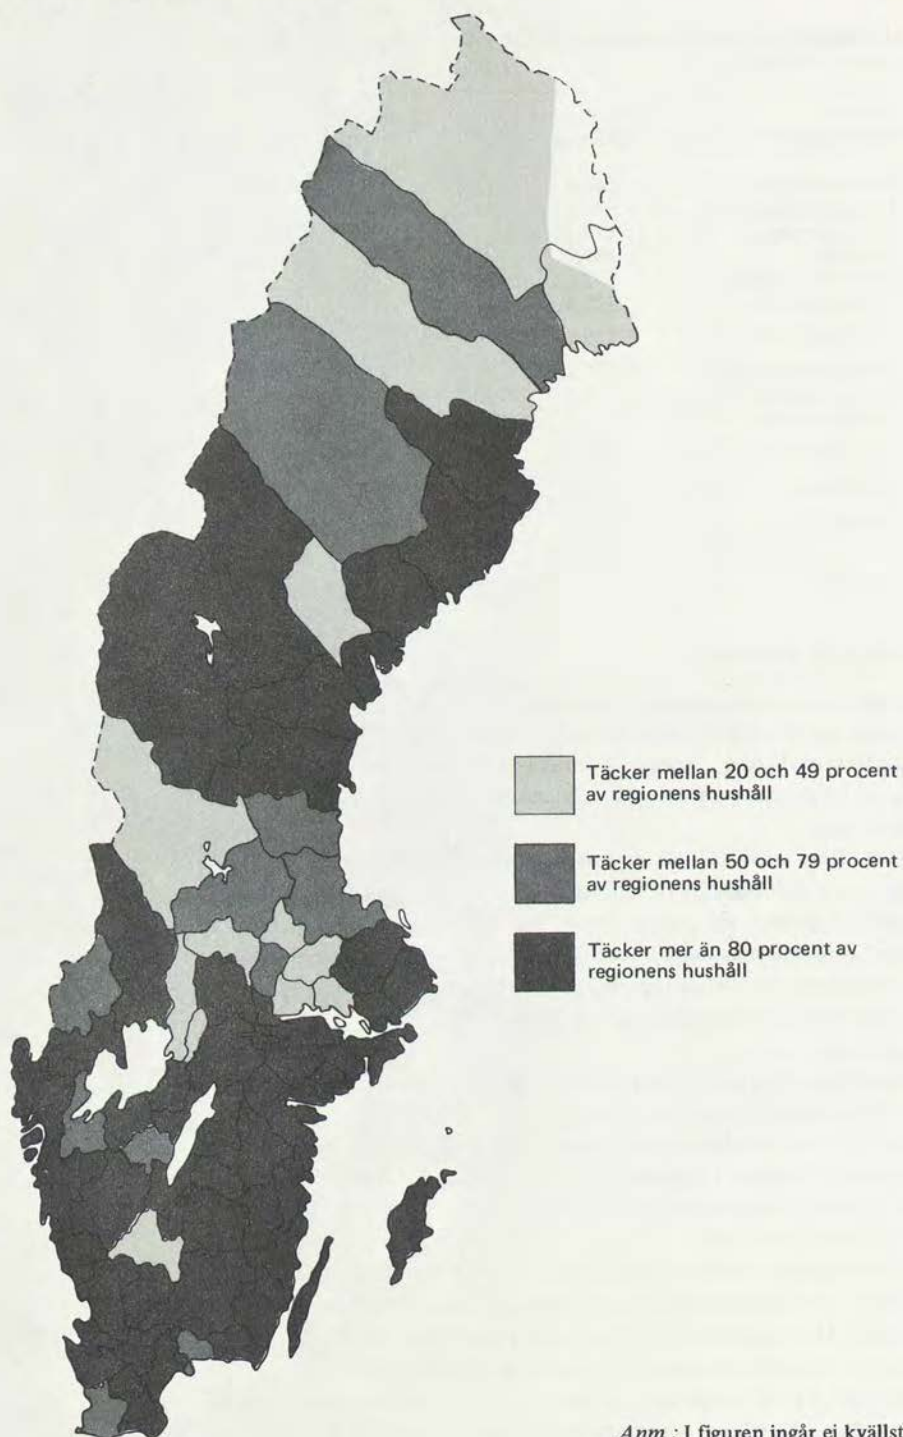 Täcker mellan 20 och 49 procent
av regionens hushåll
Täcker mellan 50 och 79 procent
av regionens hushåll
Täcker mer än 80 procent av
regionens hushåll
Anm.: I figuren ingår ej